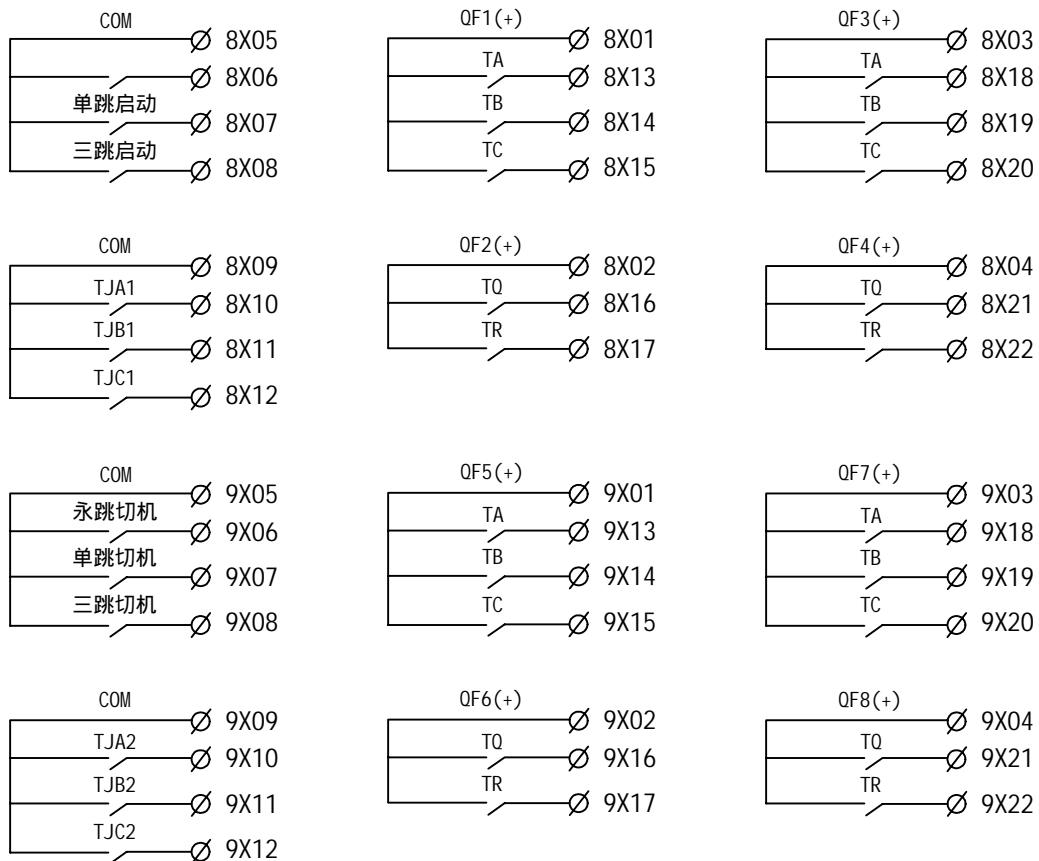 COM
8X05
8X06
单跳启动
8X07
三跳启动
8X08
QF1(+)
8X01
TA
8X13
TB
8X14
TC
8X15
QF3(+)
8X03
TA
8X18
TB
8X19
TC
8X20
COM
8X09
TJA1
8X10
TJB1
8X11
TJC1
8X12
QF2(+)
8X02
TQ
8X16
TR
8X17
QF4(+)
8X04
TQ
8X21
TR
8X22
COM
9X05
永跳切机
9X06
单跳切机
9X07
三跳切机
9X08
QF5(+)
9X01
TA
9X13
TB
9X14
TC
9X15
QF7(+)
9X03
TA
9X18
TB
9X19
TC
9X20
COM
9X09
TJA2
9X10
TJB2
9X11
TJC2
9X12
QF6(+)
9X02
TQ
9X16
TR
9X17
QF8(+)
9X04
TQ
9X21
TR
9X22